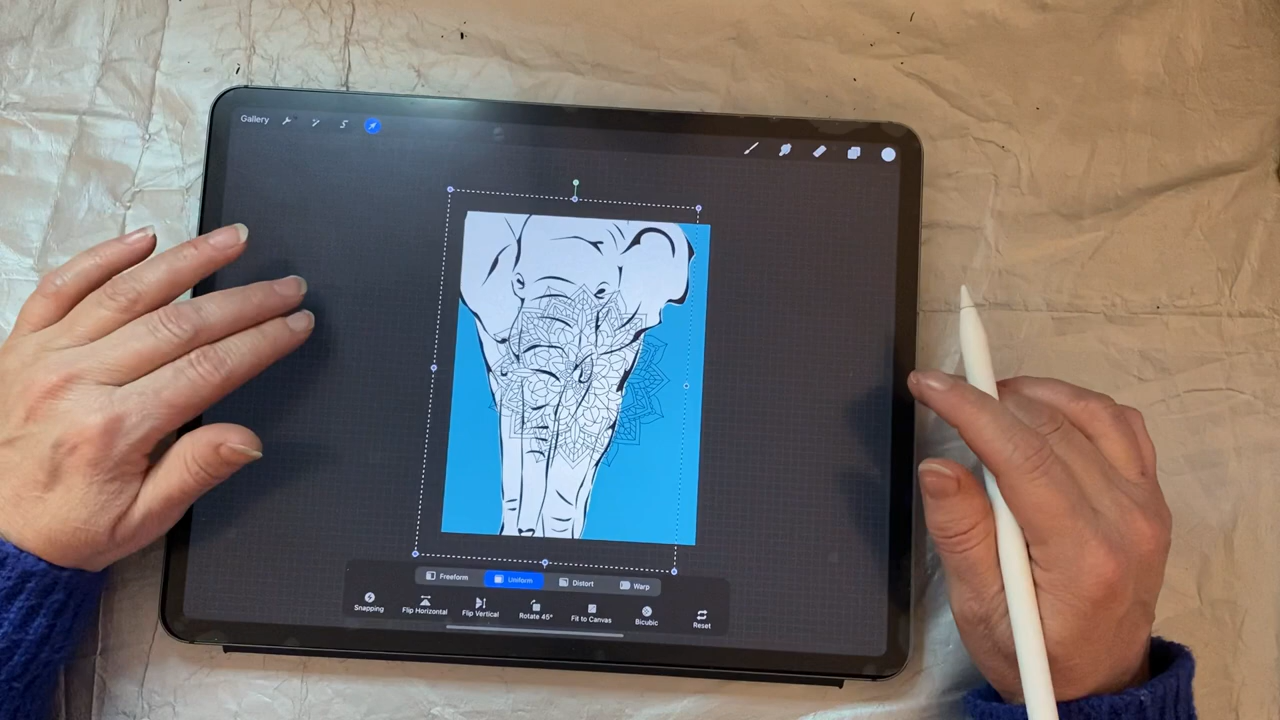 Gallery
Freeform Uniform Distort Warp
Snapping Flip Horizontal Flip Vertical Rotate 45° Fit to Canvas Bicubic Reset